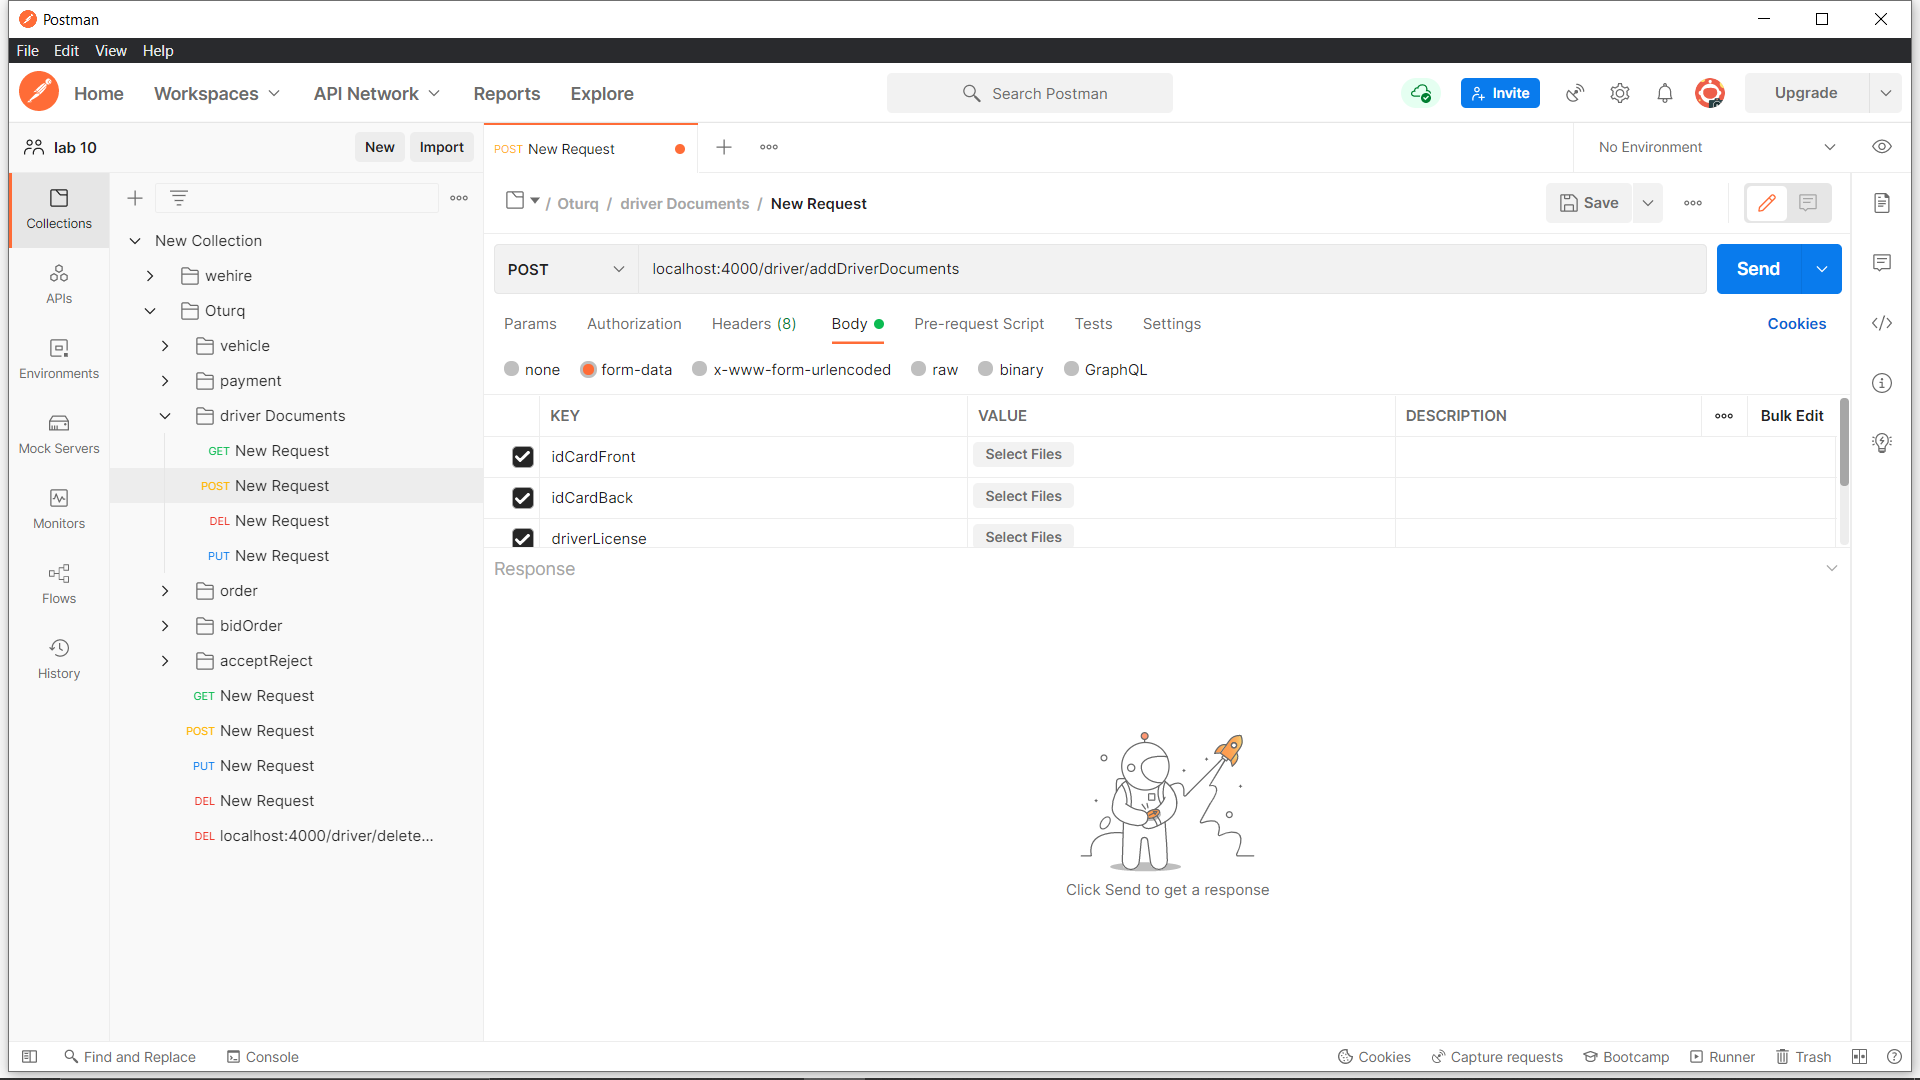 Postman
File Edit View Help
Home Workspaces API Network Reports Explore Search Postman Invite Upgrade
lab 10 New Import POST New Request No Environment
Collections
APIs
Environments
Mock Servers
Monitors
Flows
History
New Collection
wehire
Oturq
vehicle
payment
driver Documents
GET New Request
POST New Request
DEL New Request
PUT New Request
order
bidOrder
acceptReject
GET New Request
POST New Request
PUT New Request
DEL New Request
DEL localhost:4000/driver/delete...
/ Oturq / driver Documents / New Request Save
POST localhost:4000/driver/addDriverDocuments Send
Params Authorization Headers (8) Body Pre-request Script Tests Settings Cookies
none form-data x-www-form-urlencoded raw binary GraphQL
KEY VALUE DESCRIPTION Bulk Edit
idCardFront Select Files
idCardBack Select Files
driverLicense Select Files
Response
Click Send to get a response
Find and Replace Console Cookies Capture requests Bootcamp Runner Trash